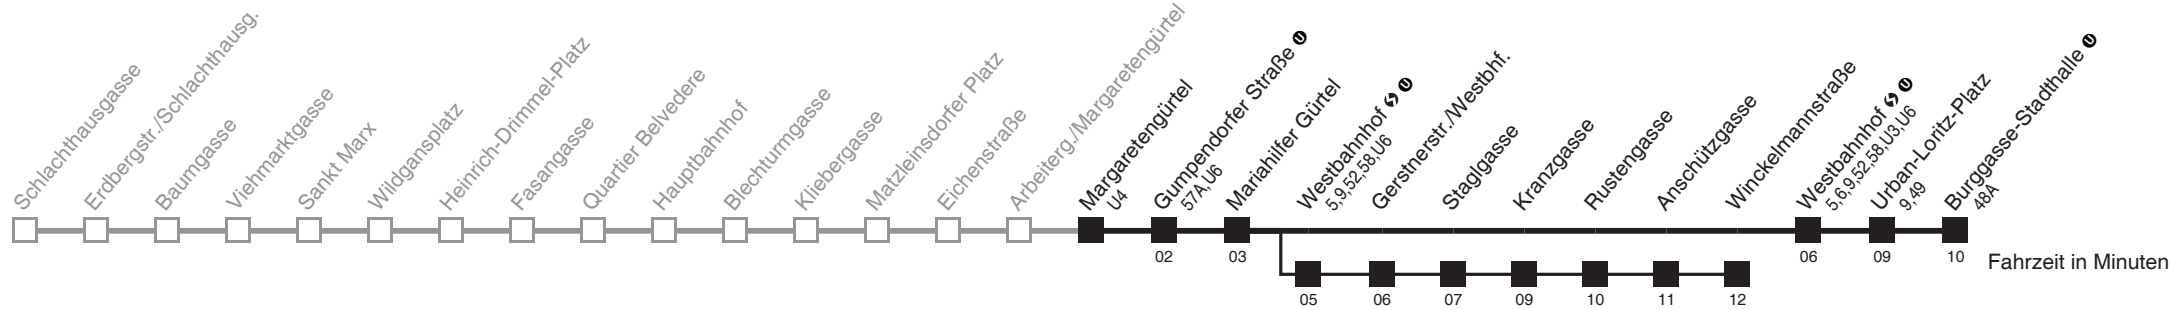 Schlachthausgasse
Erdbergstr./Schlachthausg.
Baumgasse
Viehmarktgasse
Sankt Marx
Wildgansplatz
Heinrich-Drimmel-Platz
Fasangasse
Quartier Belvedere
Hauptbahnhof
Blechturmgasse
Kliebergasse
Matzleinsdorfer Platz
Eichenstraße
Arbeiterg./Margaretengürtel
Margaretengürtel
U4
Gumpendorfer Straße U
57A,U6
Mariahilfer Gürtel
Westbahnhof S U
5,9,52,58,U6
Gerstnerstr./Westbhf.
Staglgasse
Kranzgasse
Rustengasse
Anschützgasse
Winckelmannstraße
Westbahnhof S U
5,6,9,52,58,U3,U6
Urban-Loritz-Platz
9,49
Burggasse-Stadthalle U
48A
02 03 06 09 10
Fahrzeit in Minuten
05 06 07 09 10 11 12